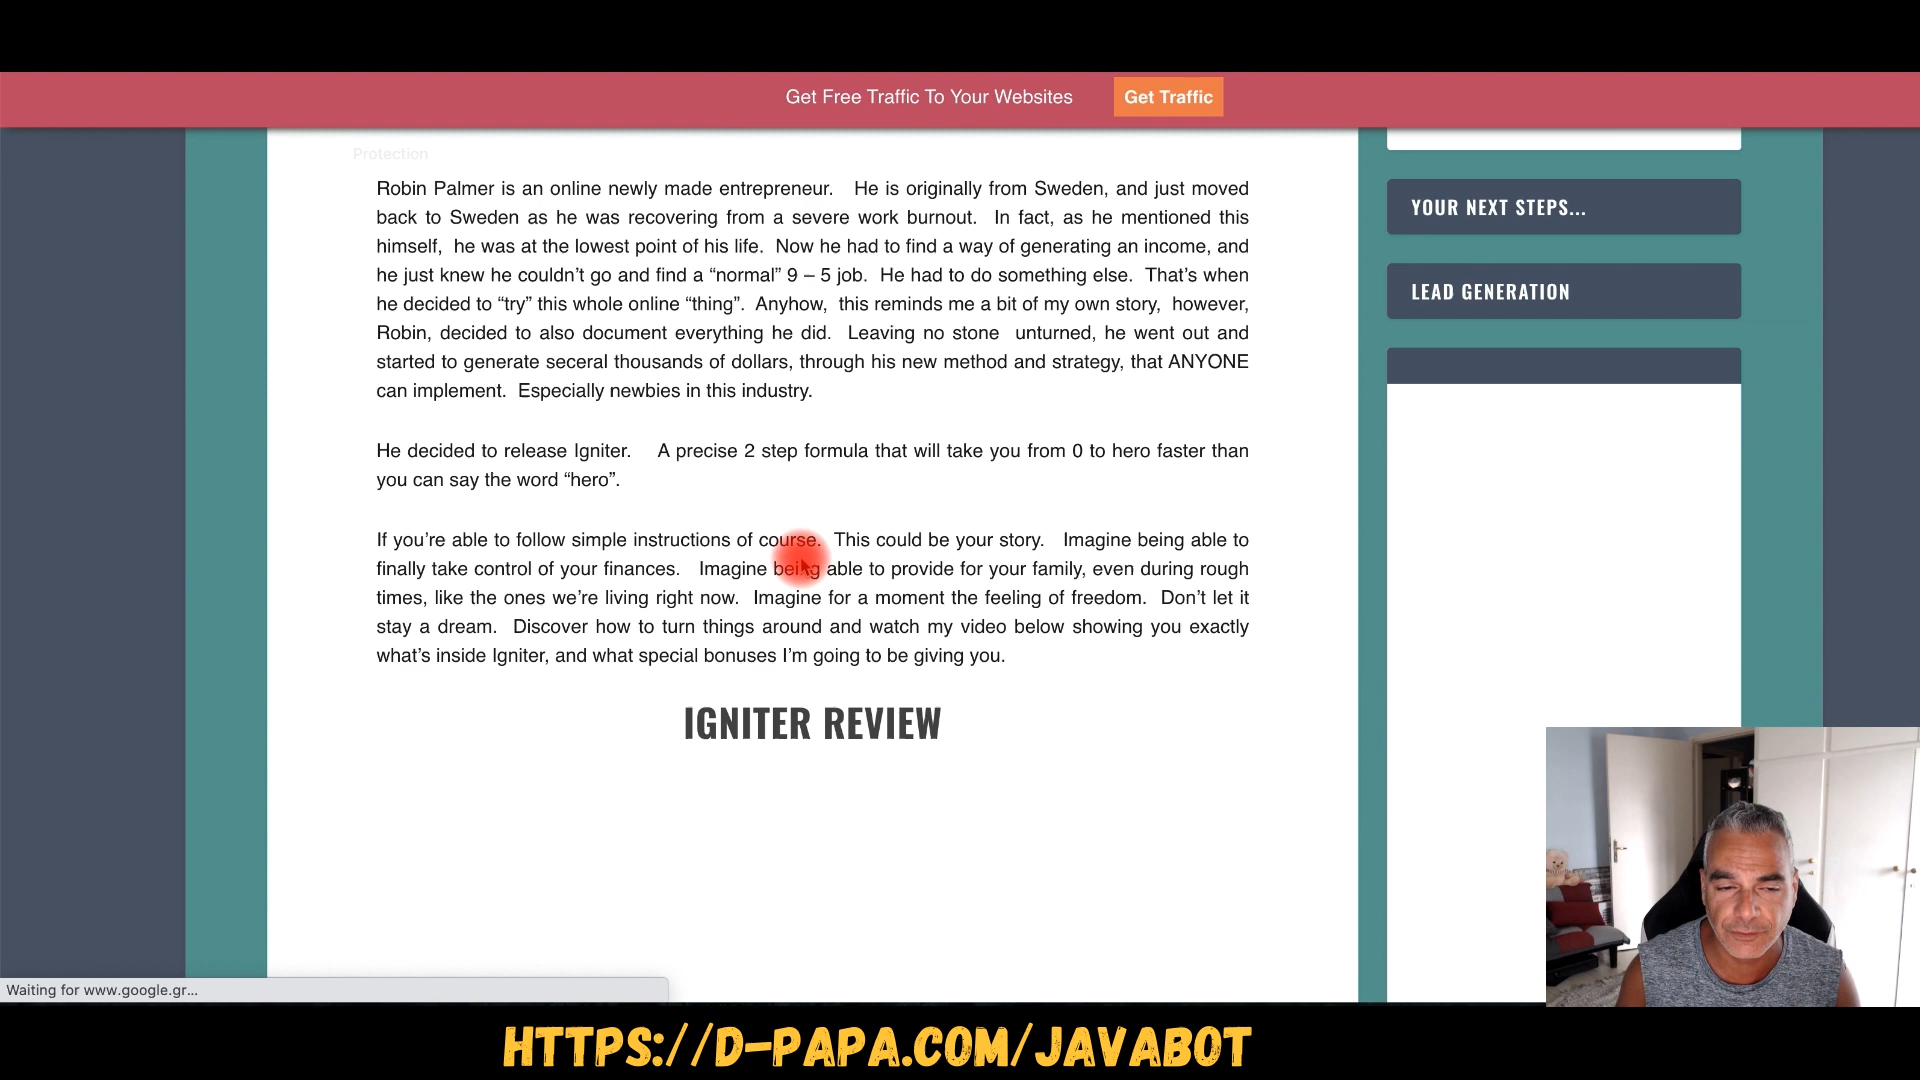 Get Free Traffic To Your Websites
Get Traffic
Protection
Robin Palmer is an online newly made entrepreneur. He is originally from Sweden, and just moved
back to Sweden as he was recovering from a severe work burnout. In fact, as he mentioned this
himself, he was at the lowest point of his life. Now he had to find a way of generating an income, and
he just knew he couldn’t go and find a “normal” 9 – 5 job. He had to do something else. That’s when
he decided to “try” this whole online “thing”. Anyhow, this reminds me a bit of my own story, however,
Robin, decided to also document everything he did. Leaving no stone unturned, he went out and
started to generate seceral thousands of dollars, through his new method and strategy, that ANYONE
can implement. Especially newbies in this industry.
He decided to release Igniter. A precise 2 step formula that will take you from 0 to hero faster than
you can say the word “hero”.
If you’re able to follow simple instructions of course. This could be your story. Imagine being able to
finally take control of your finances. Imagine being able to provide for your family, even during rough
times, like the ones we’re living right now. Imagine for a moment the feeling of freedom. Don’t let it
stay a dream. Discover how to turn things around and watch my video below showing you exactly
what’s inside Igniter, and what special bonuses I’m going to be giving you.
IGNITER REVIEW
YOUR NEXT STEPS...
LEAD GENERATION
Waiting for www.google.gr...
HTTPS://D-PAPA.COM/JAVABOT